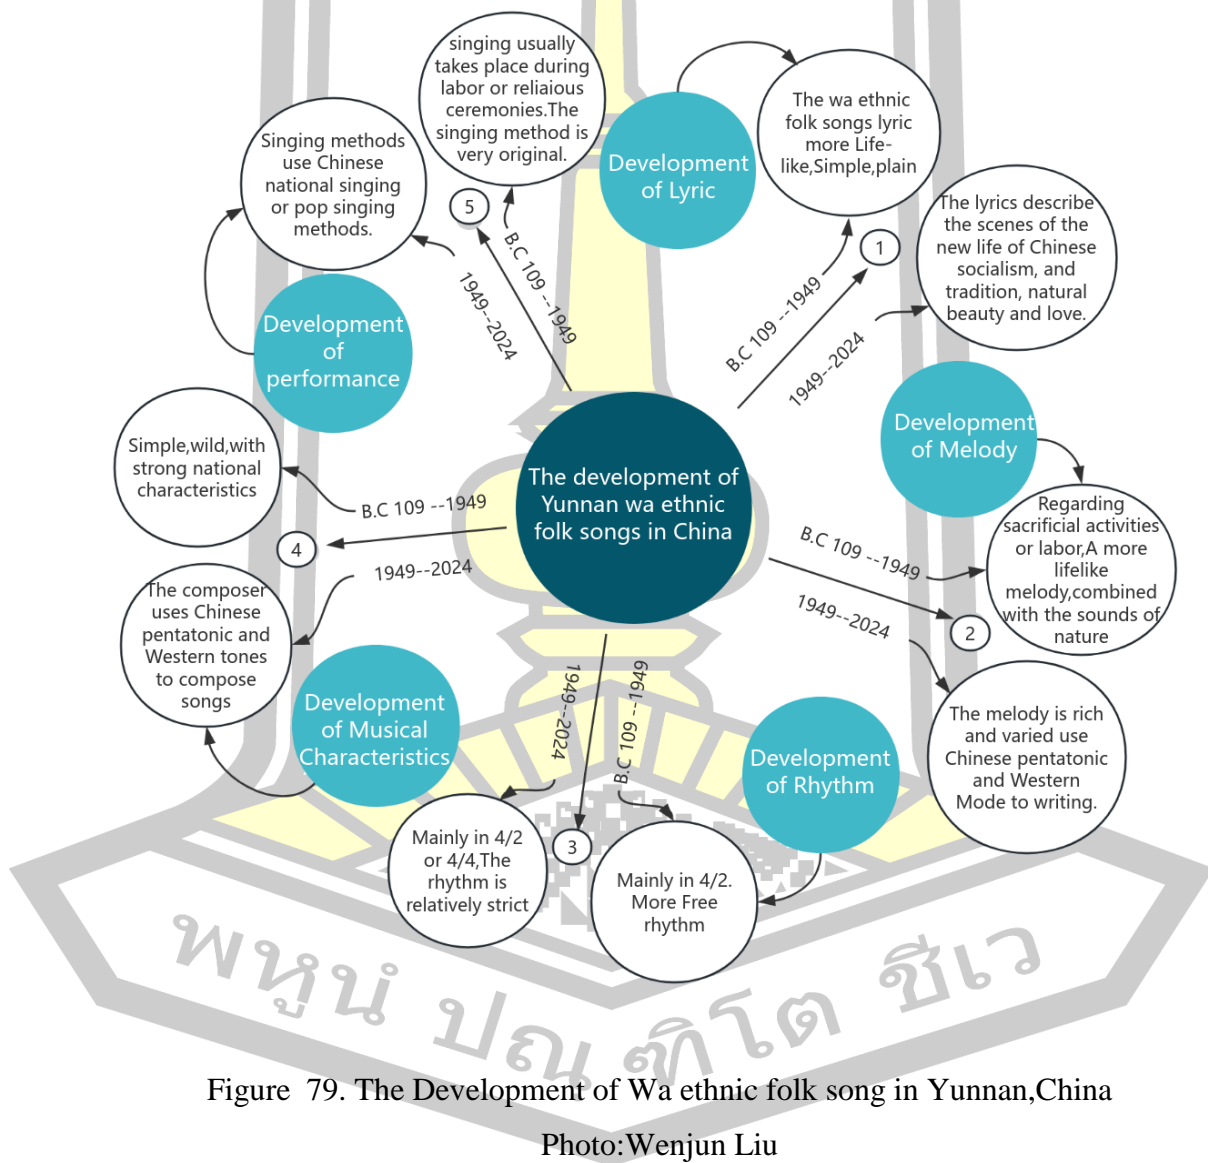 The development of
Yunnan wa ethnic
folk songs in China
Development
of Lyric
1
B.C 109 --1949
The wa ethnic
folk songs lyric
more Life-
like,Simple,plain
1949--2024
The lyrics describe
the scenes of the
new life of Chinese
socialism, and
tradition, natural
beauty and love.
Development
of Melody
2
B.C 109 --1949
Regarding
sacrificial activities
or labor,A more
lifelike
melody,combined
with the sounds of
nature
1949--2024
The melody is rich
and varied use
Chinese pentatonic
and Western
Mode to writing.
Development
of Rhythm
3
B.C 109 --1949
Mainly in 4/2.
More Free
rhythm
1949--2024
Mainly in 4/2
or 4/4,The
rhythm is
relatively strict
Development
of Musical
Characteristics
4
B.C 109 --1949
Simple,wild,with
strong national
characteristics
1949--2024
The composer
uses Chinese
pentatonic and
Western tones
to compose
songs
Development
of
performance
5
B.C 109 --1949
singing usually
takes place during
labor or reliaious
ceremonies.The
singing method is
very original.
1949--2024
Singing methods
use Chinese
national singing
or pop singing
methods.
พหูนํ ปณฺฑิโต ชีเว
Figure 79. The Development of Wa ethnic folk song in Yunnan,China
Photo:Wenjun Liu